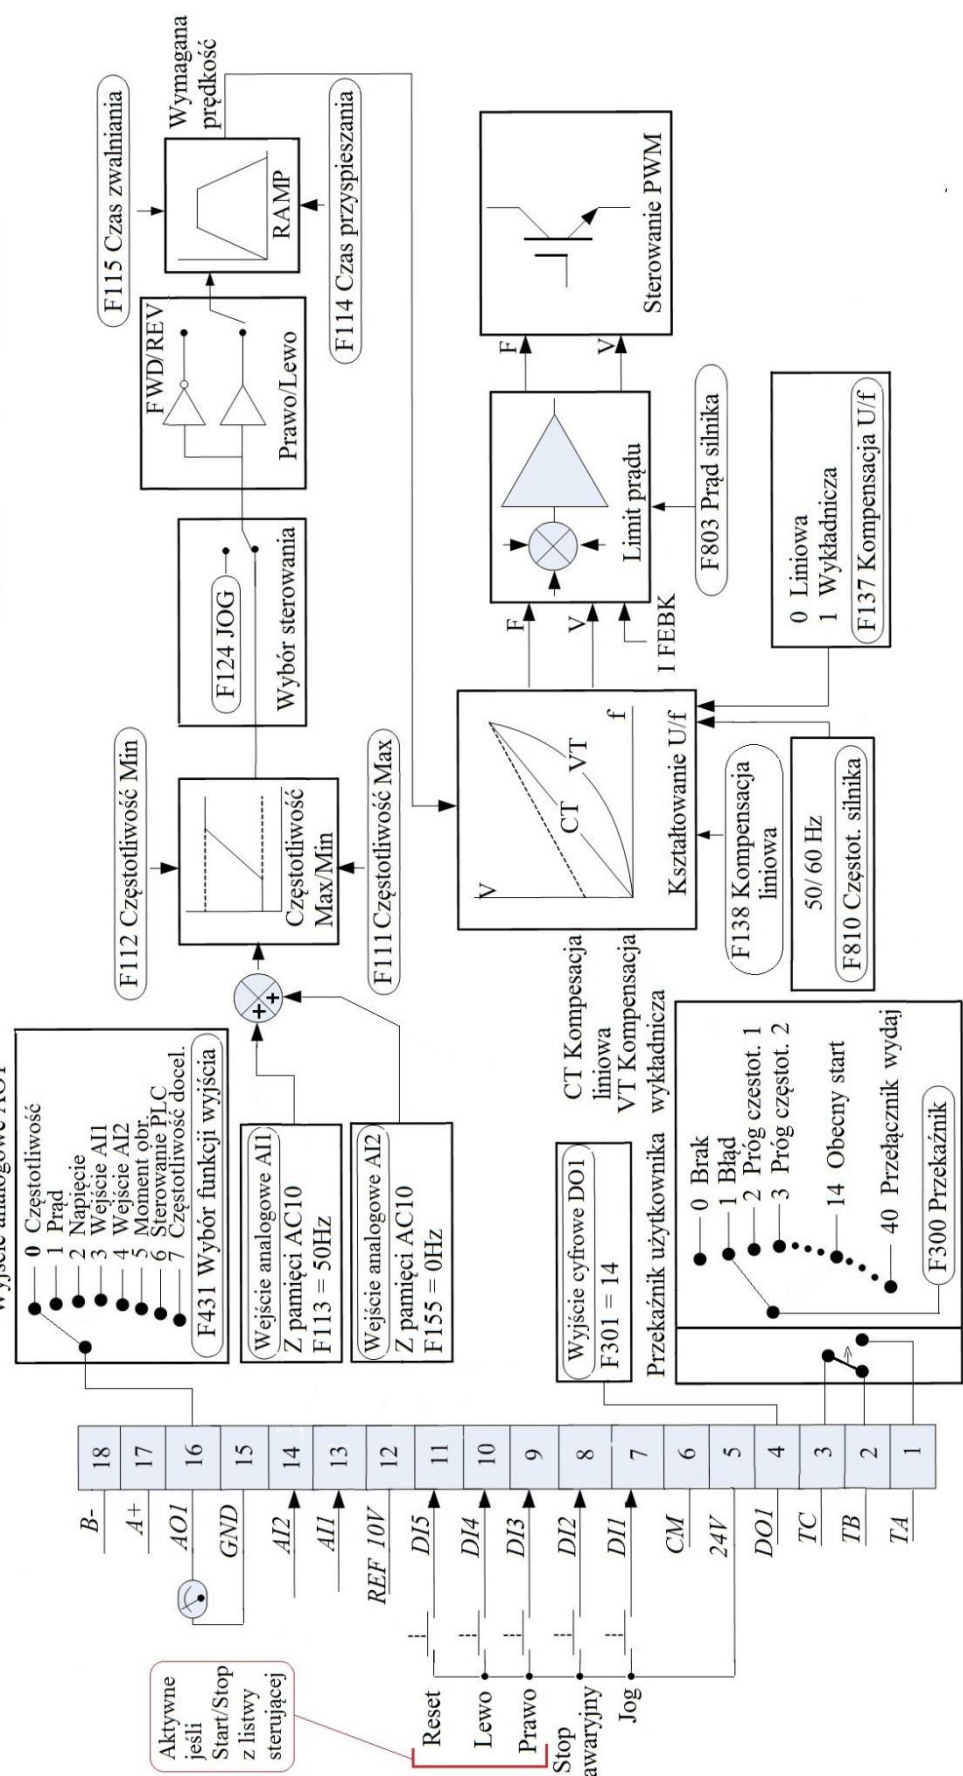 Wyjście analogowe AO1
0 Częstotliwość
1 Prąd
2 Napięcie
3 Wejście AI1
4 Wejście AI2
5 Moment obr.
6 Sterowanie PLC
7 Częstotliwość docel.
F431 Wybór funkcji wyjścia
Wejście analogowe AI1
Z pamięci AC10
F113 = 50Hz
Wejście analogowe AI2
Z pamięci AC10
F155 = 0Hz
F112 Częstotliwość Min
Częstotliwość
Max/Min
F111 Częstotliwość Max
F124 JOG
Wybór sterowania
FWD/REV
Prawo/Lewo
F115 Czas zwalniania
RAMP
F114 Czas przyspieszania
Wymagana
prędkość
Aktywne
jeśli
Start/Stop
z listwy
sterującej
Reset
Lewo
Prawo
Stop
awaryjny
Jog
B-
A+
AO1
GND
AI2
AI1
REF 10V
DI5
DI4
DI3
DI2
DI1
CM
24V
DO1
TC
TB
TA
18
17
16
15
14
13
12
11
10
9
8
7
6
5
4
3
2
1
Wyjście cyfrowe DO1
F301 = 14
Przekaźnik użytkownika
0 Brak
1 Błąd
2 Próg czestot. 1
3 Próg częstot. 2
14 Obecny start
40 Przełącznik wydaj
F300 Przekaźnik
CT Kompesacja
liniowa
VT Kompensacja
wykładnicza
V
CT
VT
f
Kształtowanie U/f
F138 Kompensacja
liniowa
50/ 60 Hz
F810 Częstot. silnika
F
V
I FEBK
Limit prądu
F803 Prąd silnika
0 Liniowa
1 Wykładnicza
F137 Kompensacja U/f
F
V
Sterowanie PWM